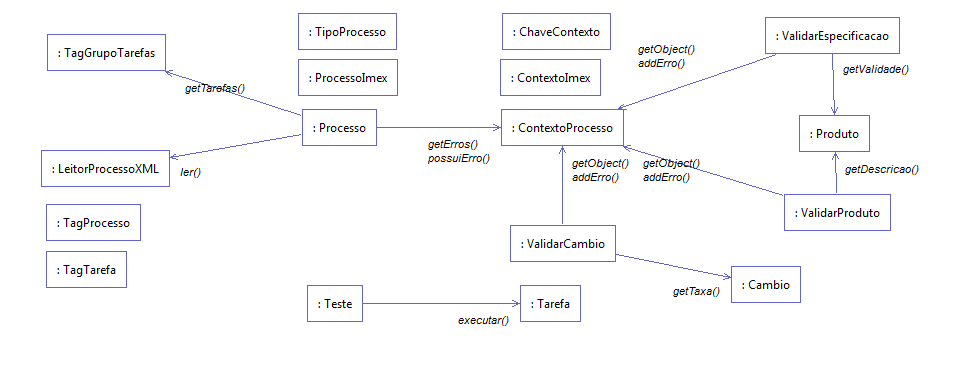 : TipoProcesso
: ChaveContexto
: ValidarEspecificacao
: TagGrupoTarefas
getObject()
addErro()
getValidade()
: ProcessoImex
: ContextoImex
getTarefas()
: Processo
: ContextoProcesso
: Produto
getErros()
possuiErro()
: LeitorProcessoXML
ler()
getObject()
addErro()
getObject()
addErro()
getDescricao()
: TagProcesso
: ValidarProduto
: ValidarCambio
: TagTarefa
getTaxa()
: Cambio
: Teste
: Tarefa
executar()